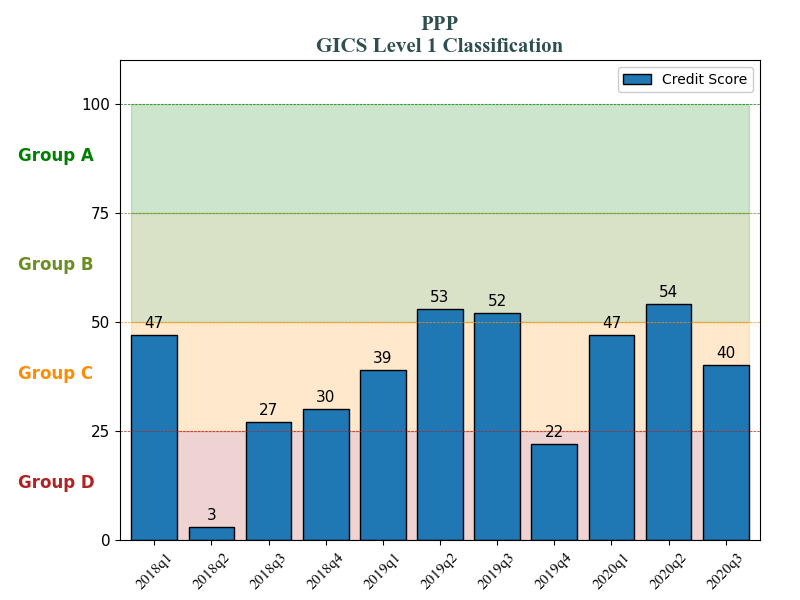 PPP
GICS Level 1 Classification
Credit Score
100
Group A
75
Group B
50
Group C
25
Group D
0
47
3
27
30
39
53
52
22
47
54
40
2018q1
2018q2
2018q3
2018q4
2019q1
2019q2
2019q3
2019q4
2020q1
2020q2
2020q3